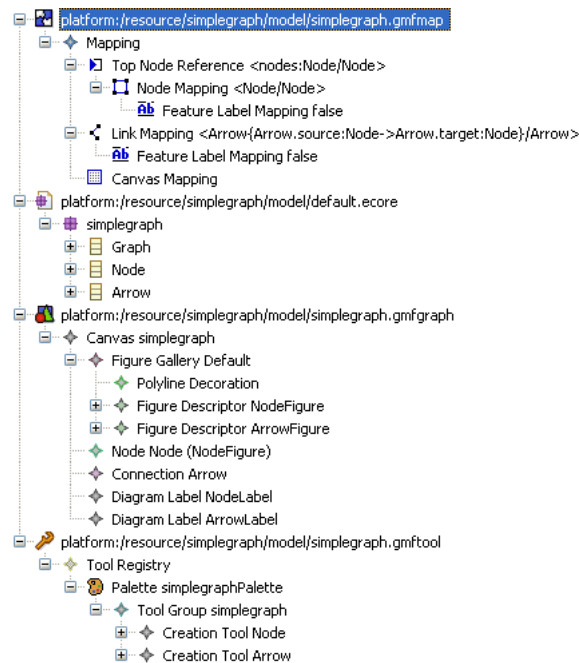 platform:/resource/simplegraph/model/simplegraph.gmfmap
Mapping
Top Node Reference <nodes:Node/Node>
Node Mapping <Node/Node>
Ab Feature Label Mapping false
Link Mapping <Arrow{Arrow.source:Node->Arrow.target:Node}/Arrow>
Ab Feature Label Mapping false
Canvas Mapping
platform:/resource/simplegraph/model/default.ecore
simplegraph
Graph
Node
Arrow
platform:/resource/simplegraph/model/simplegraph.gmfgraph
Canvas simplegraph
Figure Gallery Default
Polyline Decoration
Figure Descriptor NodeFigure
Figure Descriptor ArrowFigure
Node Node (NodeFigure)
Connection Arrow
Diagram Label NodeLabel
Diagram Label ArrowLabel
platform:/resource/simplegraph/model/simplegraph.gmftool
Tool Registry
Palette simplegraphPalette
Tool Group simplegraph
Creation Tool Node
Creation Tool Arrow